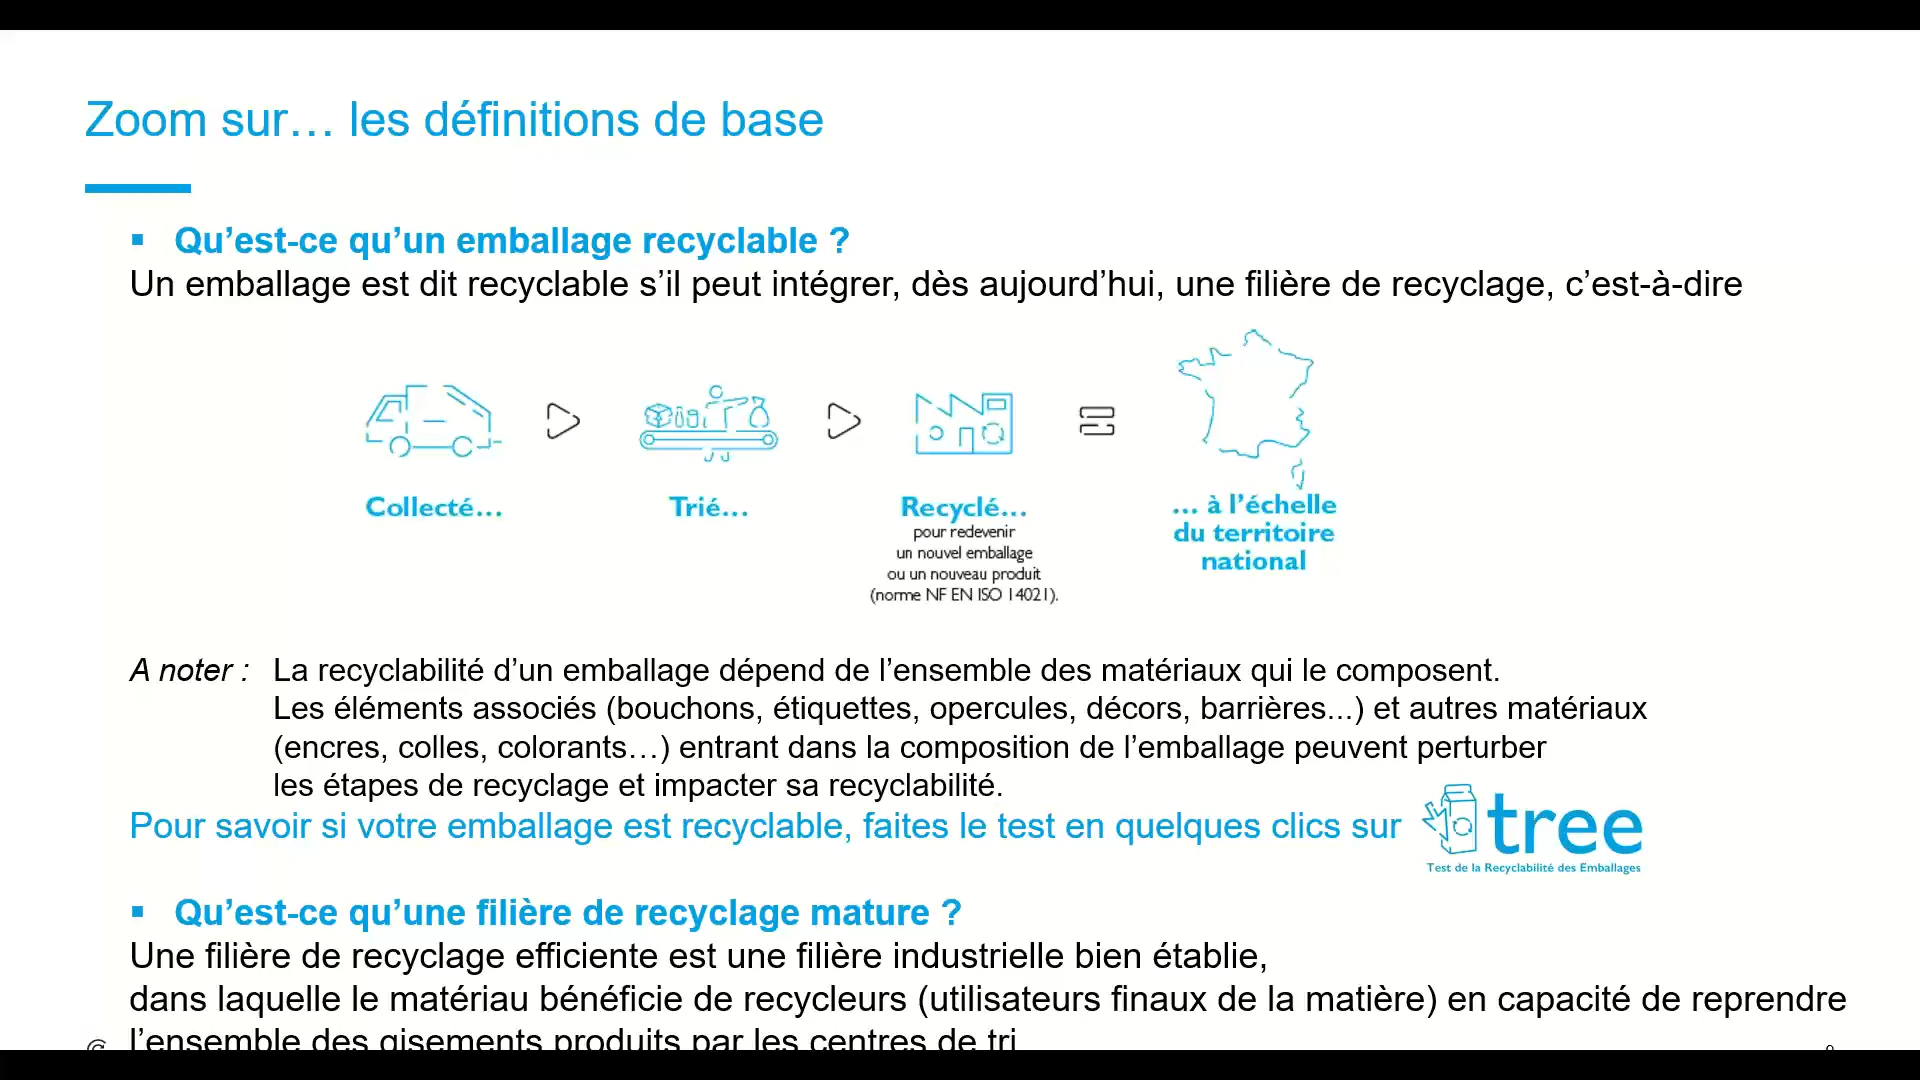 Zoom sur… les définitions de base
▪ Qu’est-ce qu’un emballage recyclable ?
Un emballage est dit recyclable s’il peut intégrer, dès aujourd’hui, une filière de recyclage, c’est-à-dire
Collecté…
Trié…
Recyclé…
pour redevenir
un nouvel emballage
ou un nouveau produit
(norme NF EN ISO 14021).
… à l’échelle
du territoire
national
A noter : La recyclabilité d’un emballage dépend de l’ensemble des matériaux qui le composent.
Les éléments associés (bouchons, étiquettes, opercules, décors, barrières...) et autres matériaux
(encres, colles, colorants…) entrant dans la composition de l’emballage peuvent perturber
les étapes de recyclage et impacter sa recyclabilité.
Pour savoir si votre emballage est recyclable, faites le test en quelques clics sur
tree
Test de la Recyclabilité des Emballages
▪ Qu’est-ce qu’une filière de recyclage mature ?
Une filière de recyclage efficiente est une filière industrielle bien établie,
dans laquelle le matériau bénéficie de recycleurs (utilisateurs finaux de la matière) en capacité de reprendre
l’ensemble des gisements produits par les centres de tri